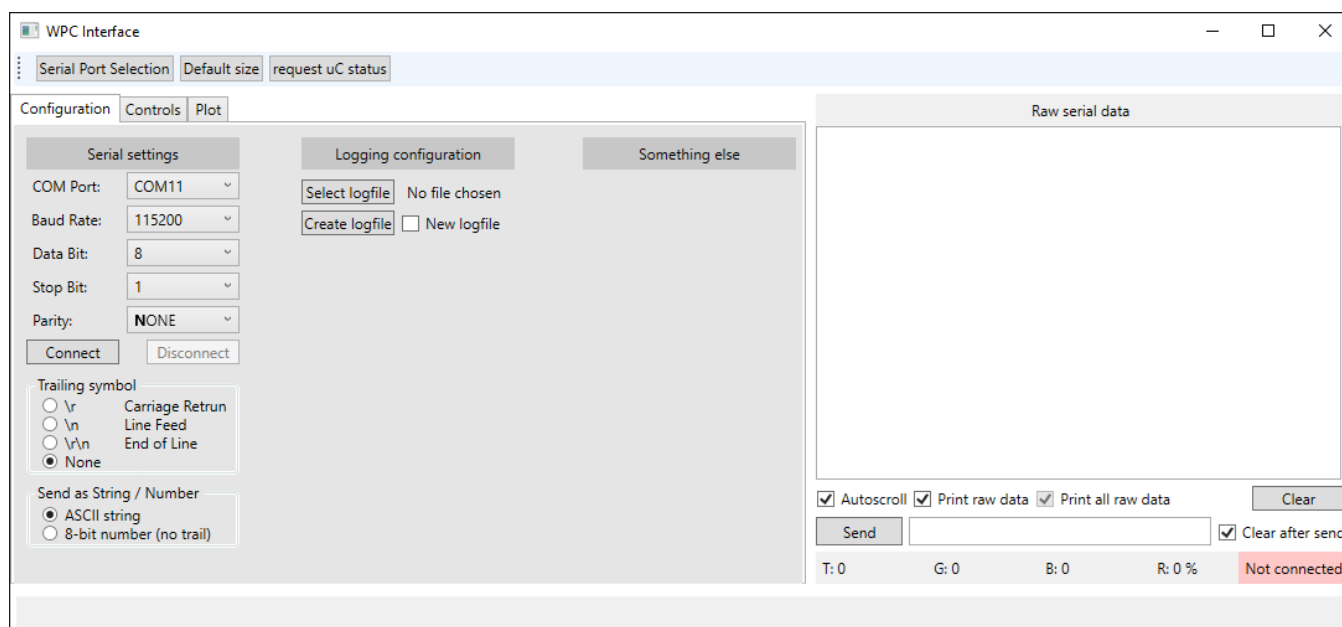 WPC Interface
Serial Port Selection Default size request uC status
Configuration Controls Plot
Serial settings
COM Port: COM11
Baud Rate: 115200
Data Bit: 8
Stop Bit: 1
Parity: NONE
Connect Disconnect
Trailing symbol
\r Carriage Retrun
\n Line Feed
\r\n End of Line
None
Send as String / Number
ASCII string
8-bit number (no trail)
Logging configuration
Select logfile No file chosen
Create logfile New logfile
Something else
Raw serial data
Autoscroll Print raw data Print all raw data Clear
Send Clear after send
T: 0 G: 0 B: 0 R: 0 % Not connected